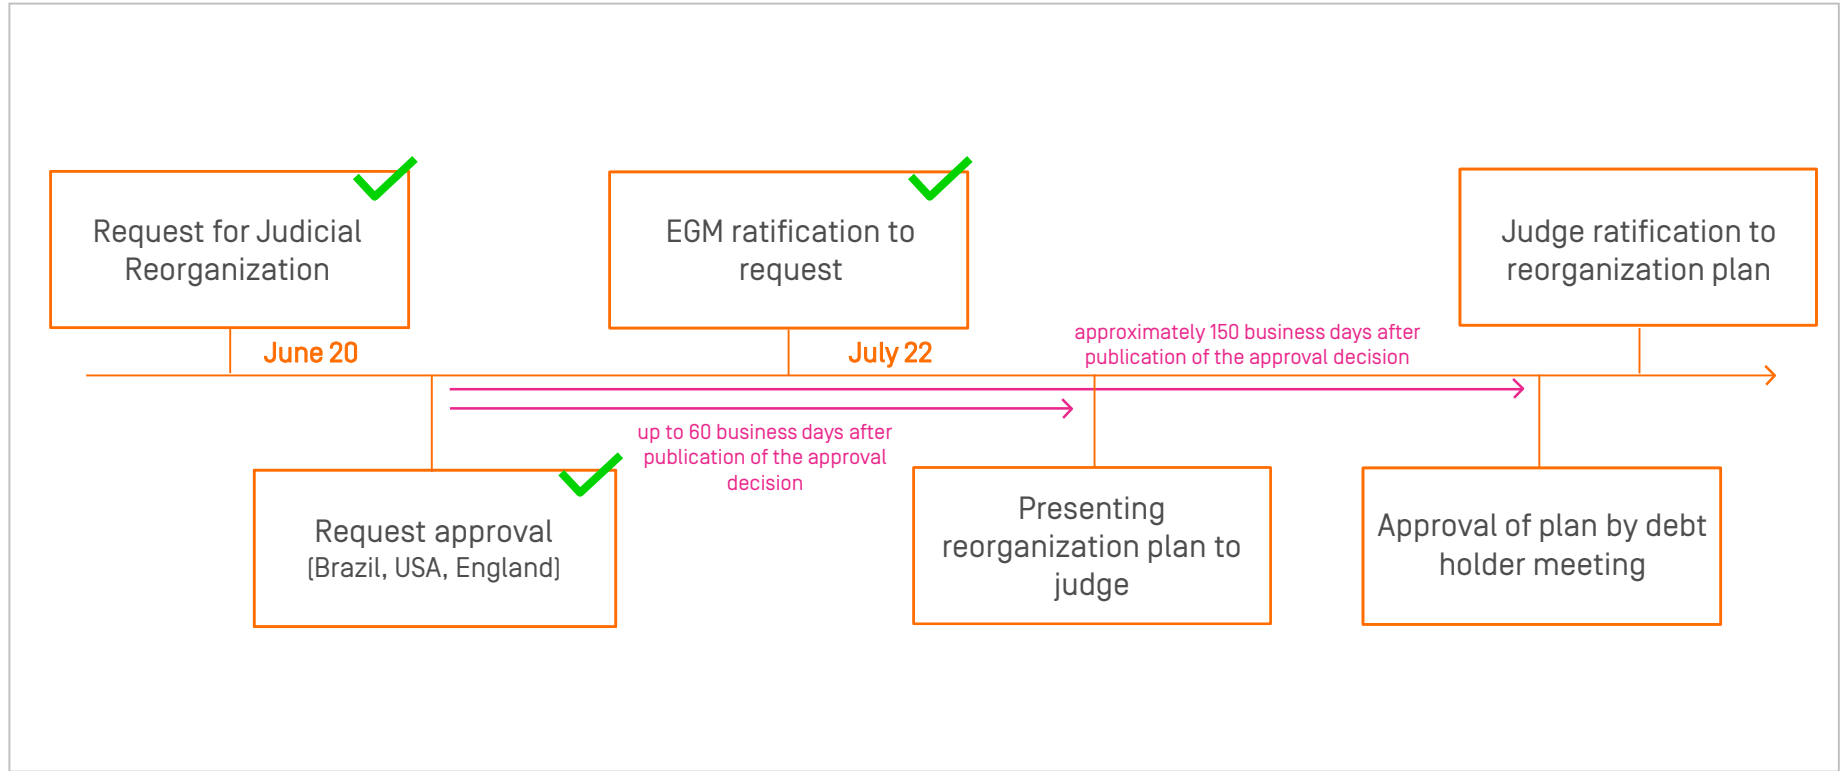 Request for Judicial
Reorganization
EGM ratification to
request
Judge ratification to
reorganization plan
June 20
July 22
approximately 150 business days after
publication of the approval decision
up to 60 business days after
publication of the approval
decision
Request approval
(Brazil, USA, England)
Presenting
reorganization plan to
judge
Approval of plan by debt
holder meeting